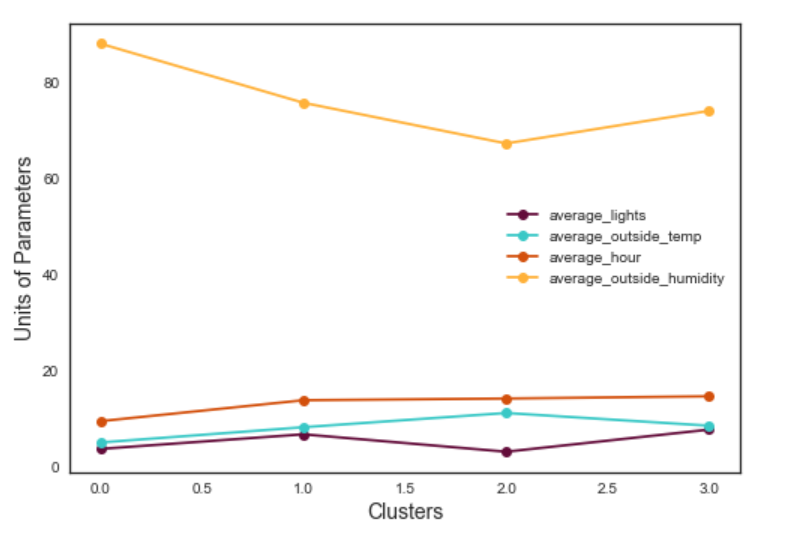 80
60
40
20
0
Units of Parameters
average_lights
average_outside_temp
average_hour
average_outside_humidity
0.0 0.5 1.0 1.5 2.0 2.5 3.0
Clusters